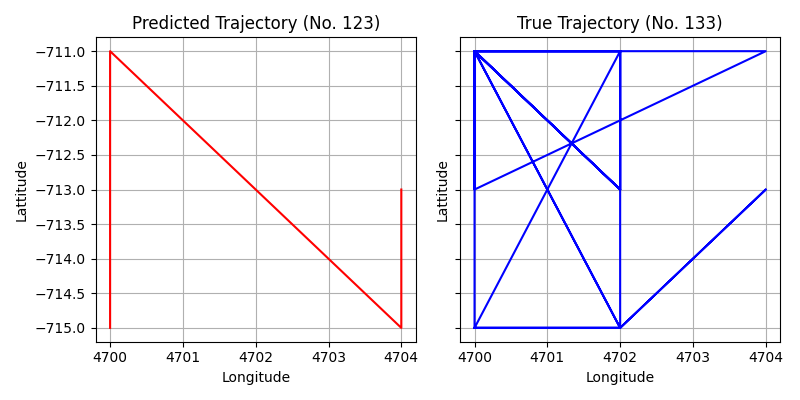 Predicted Trajectory (No. 123)
−711.0
−711.5
−712.0
−712.5
−713.0
−713.5
−714.0
−714.5
−715.0
Lattitude
4700 4701 4702 4703 4704
Longitude
True Trajectory (No. 133)
Lattitude
4700 4701 4702 4703 4704
Longitude